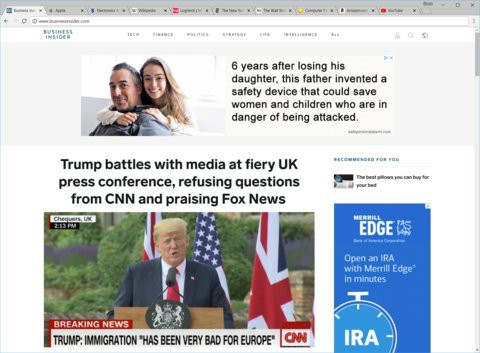 Business Insi
Apple
Electronics
Wikipedia
Logitech
The New
The Wall St
Computer
Amazon
YouTube
www.businessinsider.com
BUSINESS
INSIDER
TECH FINANCE POLITICS STRATEGY LIFE INTELLIGENCE ALL
6 years after losing his
daughter, this father invented a
safety device that could save
women and children who are in
danger of being attacked.
Trump battles with media at fiery UK
press conference, refusing questions
from CNN and praising Fox News
RECOMMENDED FOR YOU
The best pillows you can buy for
your bed
Chequers, UK
2:13 PM
BREAKING NEWS
TRUMP: IMMIGRATION "HAS BEEN VERY BAD FOR EUROPE"
CNN
MERRILL
EDGE
Bank of America Corporation
Open an IRA
with Merrill Edge
in minutes
IRA